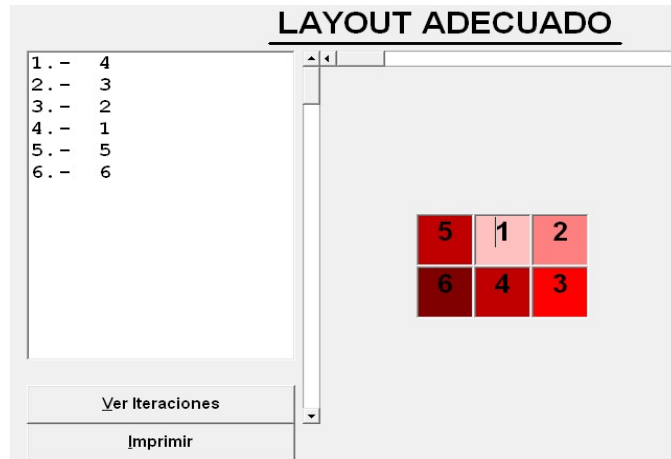 LAYOUT ADECUADO
1.- 4
2.- 3
3.- 2
4.- 1
5.- 5
6.- 6
5 1 2
6 4 3
Ver Iteraciones
Imprimir